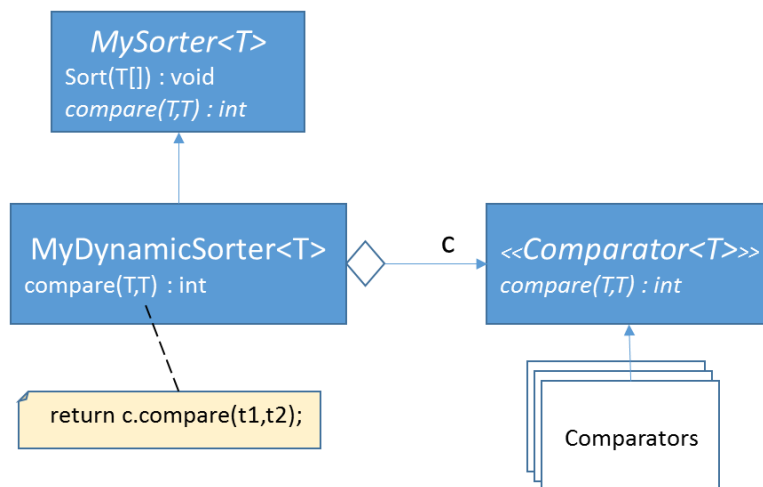 MySorter<T>
Sort(T[]) : void
compare(T,T) : int
MyDynamicSorter<T>
compare(T,T) : int
c
<<Comparator<T>>>
compare(T,T) : int
return c.compare(t1,t2);
Comparators